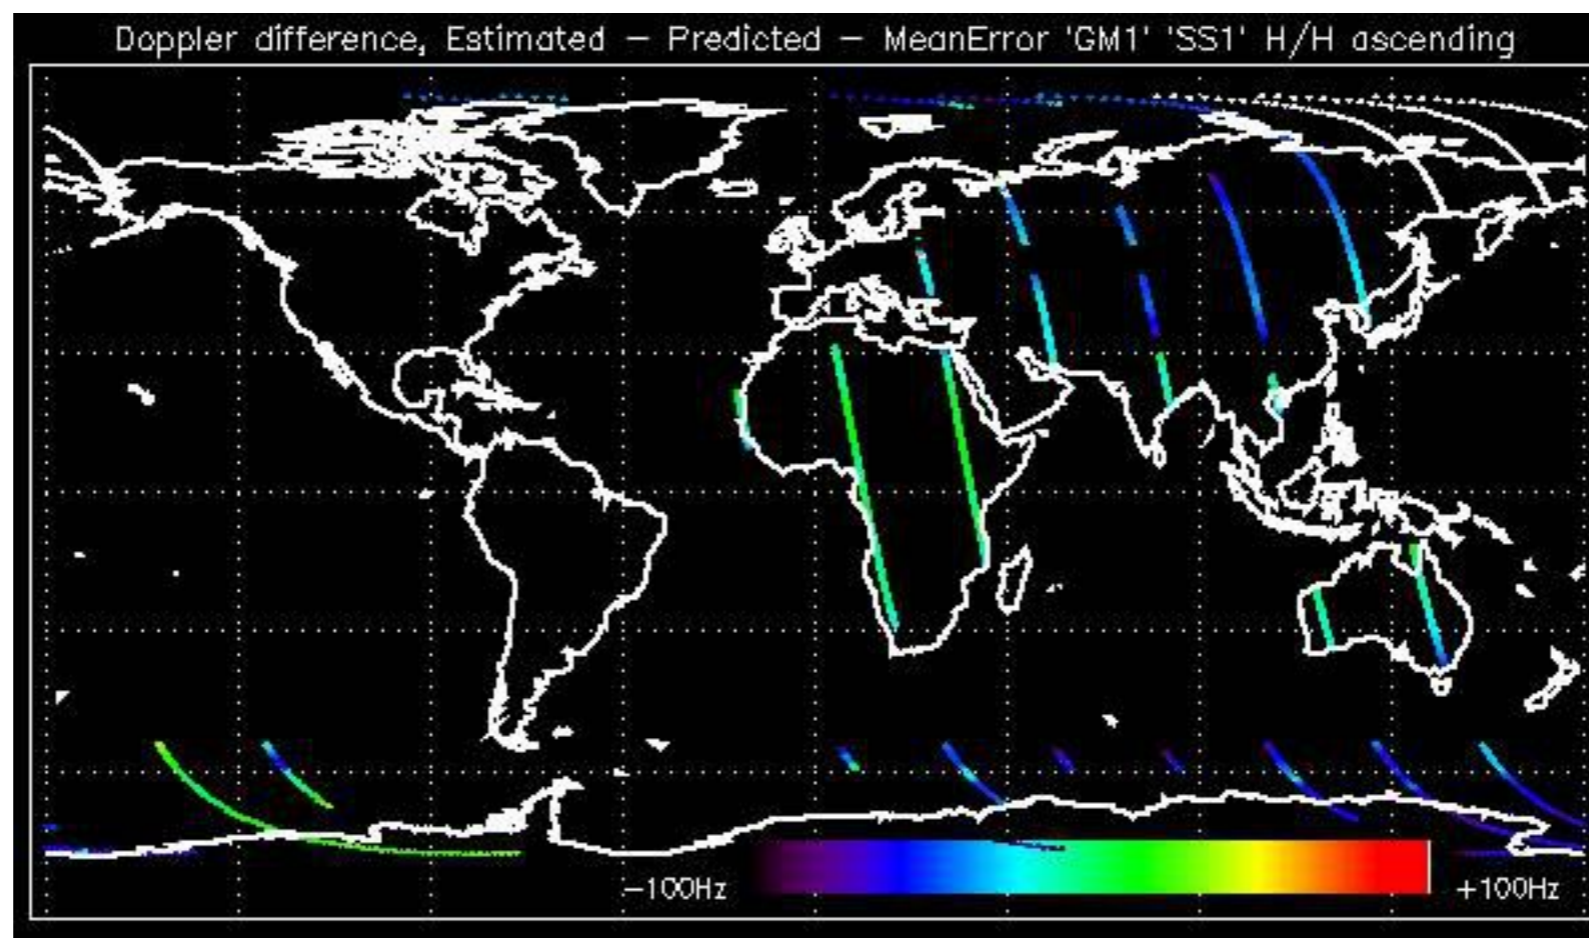 Doppler difference, Estimated – Predicted – MeanError 'GM1' 'SS1' H/H ascending
–100Hz
+100Hz